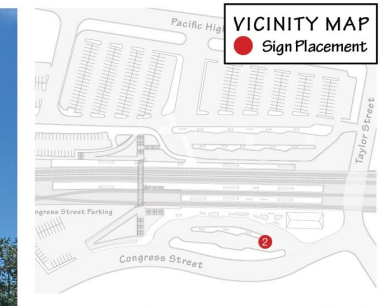 VICINITY MAP
Sign Placement
Pacific Hig
Taylor Street
ngress Street Parking
2
Congress Street